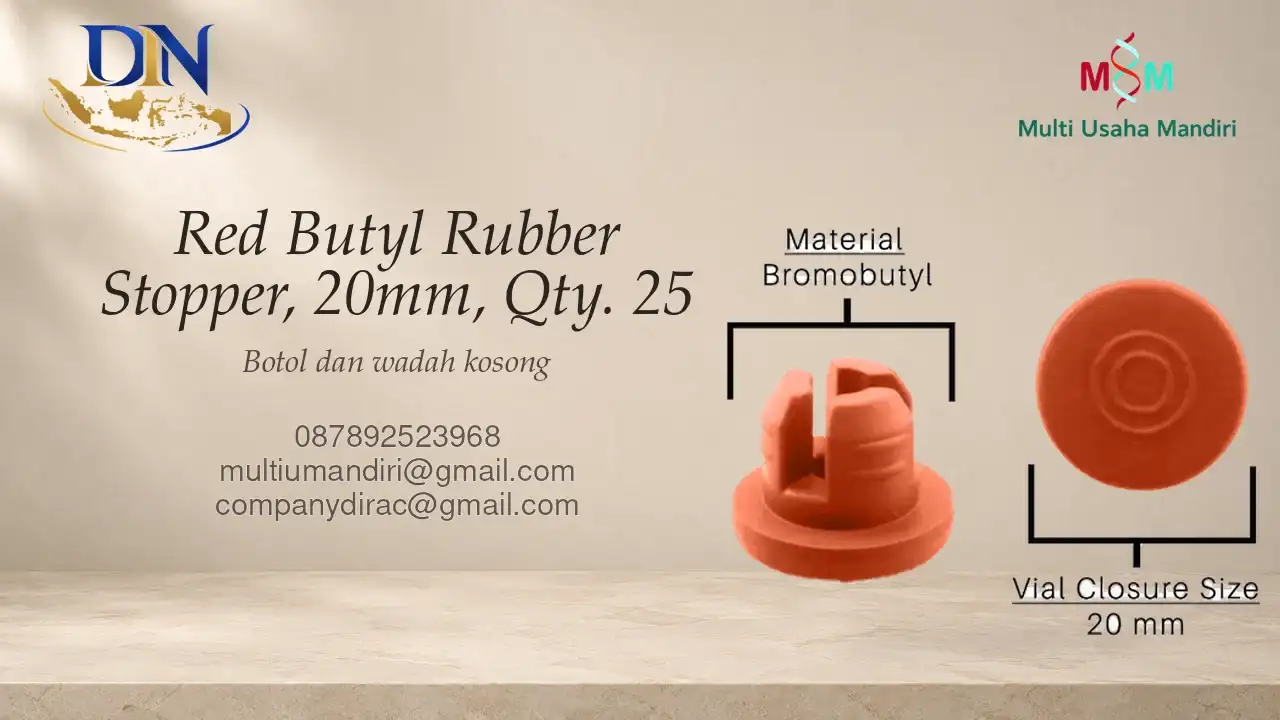 DN
M M
Multi Usaha Mandiri
Red Butyl Rubber
Stopper, 20mm, Qty. 25
Botol dan wadah kosong
087892523968
multiumandiri@gmail.com
companydirac@gmail.com
Material
Bromobutyl
Vial Closure Size
20 mm